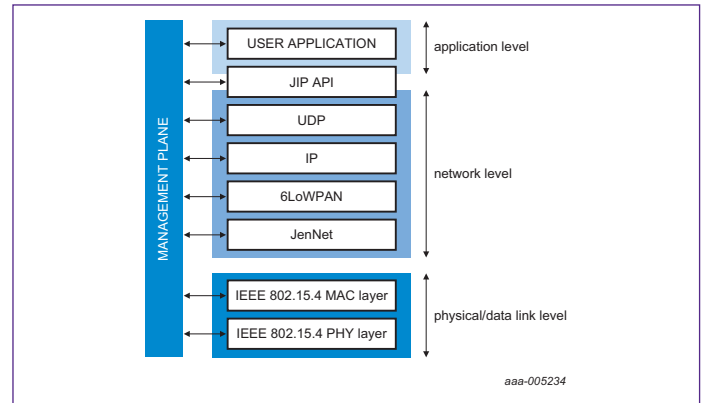 MANAGEMENT PLANE
USER APPLICATION
application level
JIP API
UDP
IP
network level
6LoWPAN
JenNet
IEEE 802.15.4 MAC layer
physical/data link level
IEEE 802.15.4 PHY layer
aaa-005234